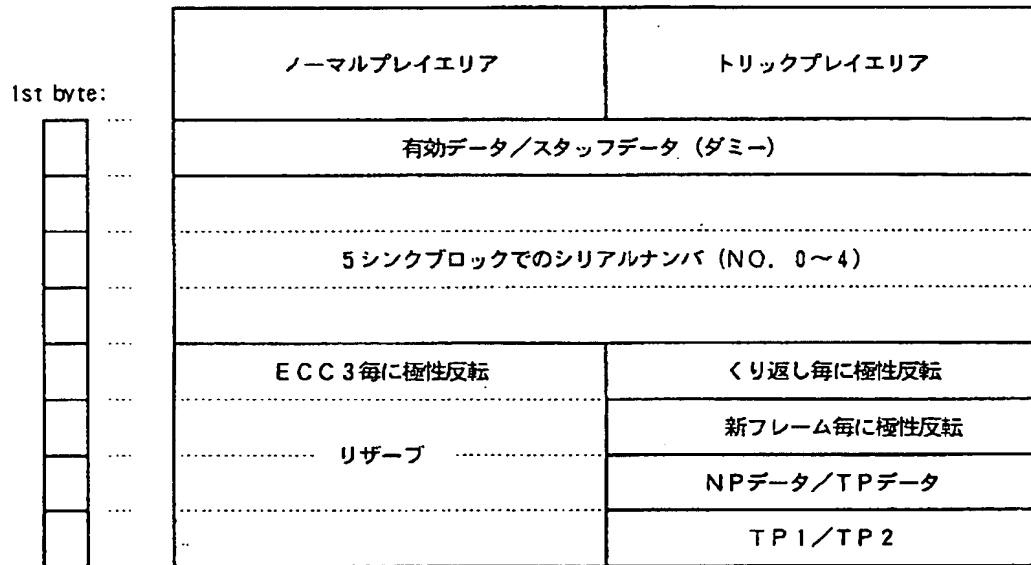 ノーマルプレイエリア トリックプレイエリア
1st byte:
有効データ/スタッフデータ (ダミー)
5シンクブロックでのシリアルナンバ (NO. 0~4)
ECC3毎に極性反転 くり返し毎に極性反転
新フレーム毎に極性反転
リザーブ
NPデータ/TPデータ
TP1/TP2